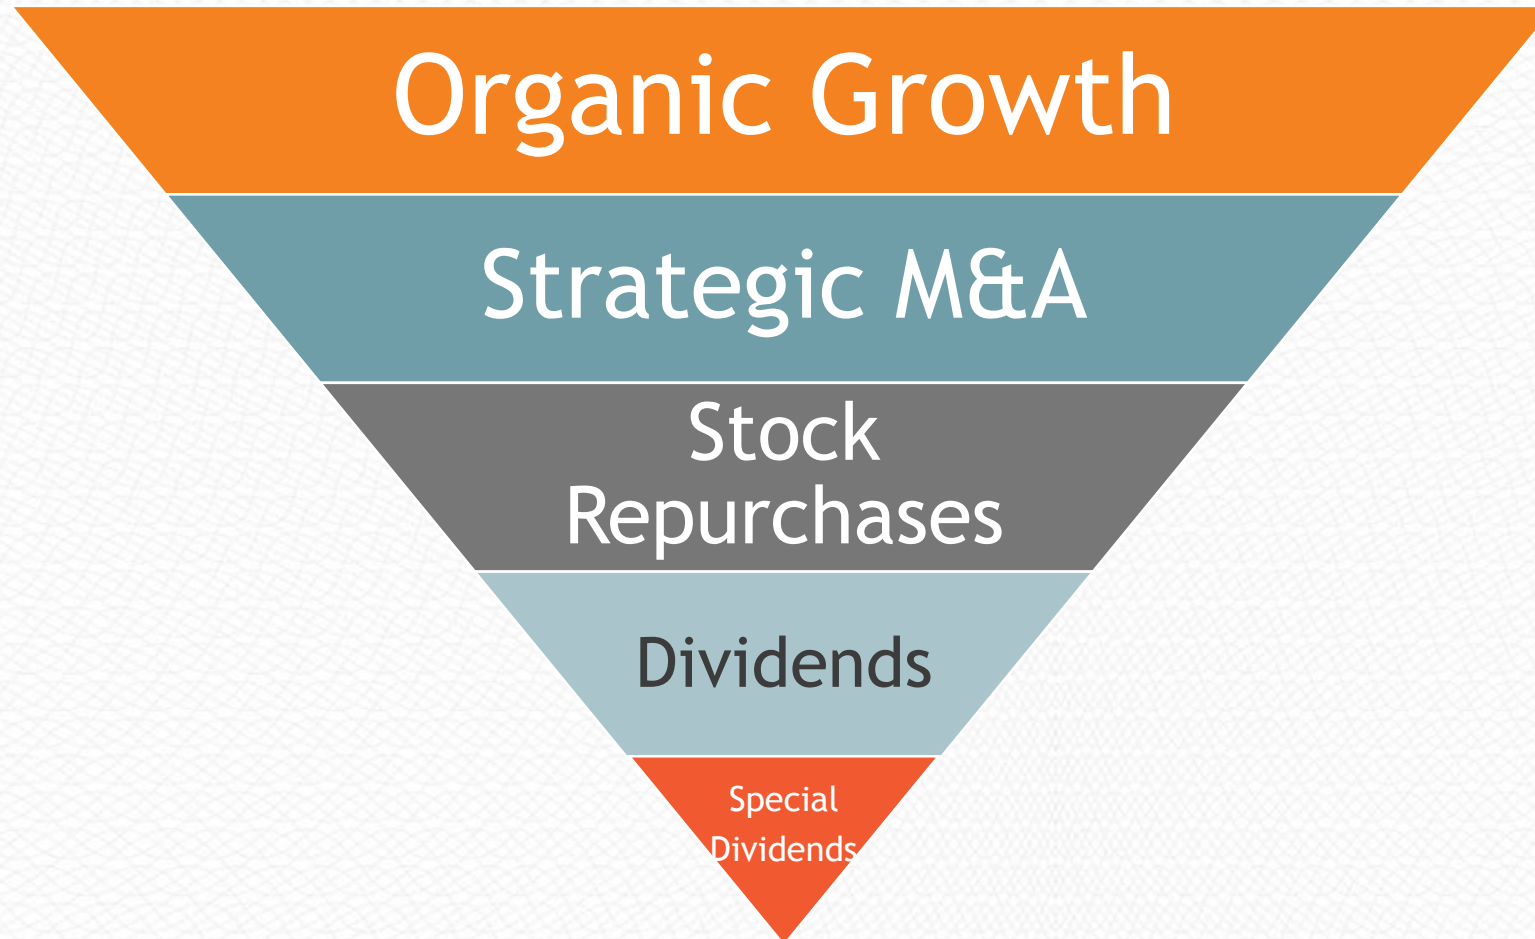 Organic Growth
Strategic M&A
Stock
Repurchases
Dividends
Special
Dividends